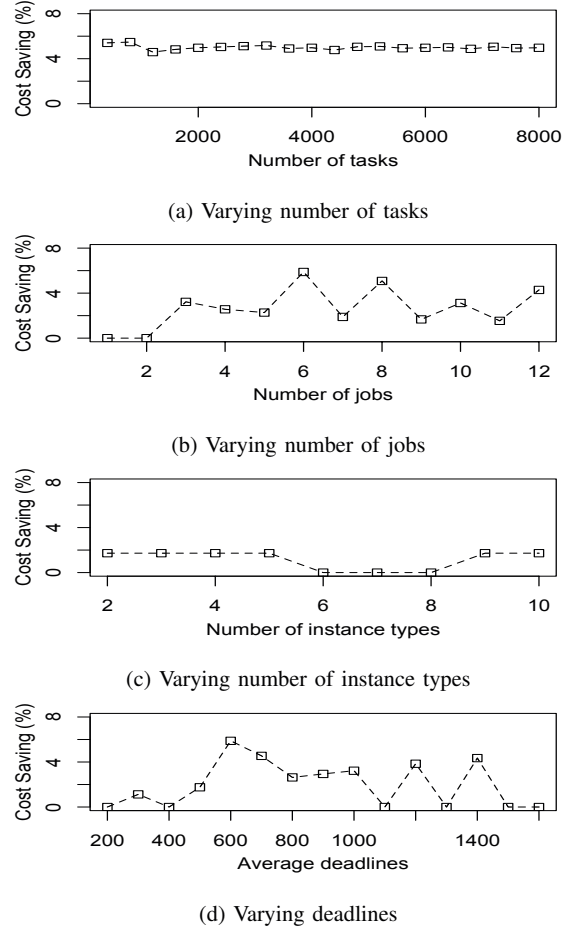 Cost Saving (%)
0 4 8
2000 4000 6000 8000
Number of tasks
(a) Varying number of tasks
Cost Saving (%)
0 4 8
2 4 6 8 10 12
Number of jobs
(b) Varying number of jobs
Cost Saving (%)
0 4 8
2 4 6 8 10
Number of instance types
(c) Varying number of instance types
Cost Saving (%)
0 4 8
200 400 600 800 1000 1400
Average deadlines
(d) Varying deadlines